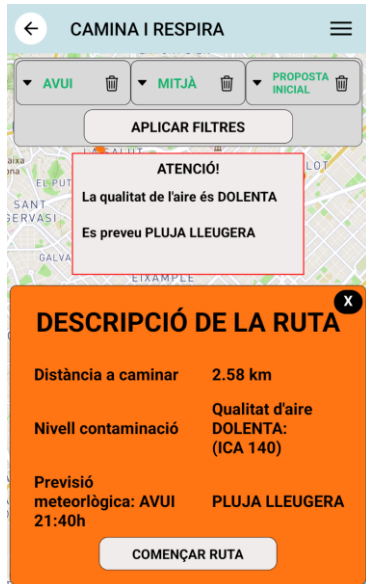 CAMINA I RESPIRA
AVUI
MITJÀ
PROPOSTA
INICIAL
APLICAR FILTRES
LOT
EL PUT
SANT
GERVASI
GALVA
EIXAMPLE
ATENCIÓ!
La qualitat de l'aire és DOLENTA
Es preveu PLUJA LLEUGERA
X
DESCRIPCIÓ DE LA RUTA
Distància a caminar 2.58 km
Nivell contaminació
Qualitat d'aire
DOLENTA:
(ICA 140)
Previsió
meteorlògica: AVUI
21:40h
PLUJA LLEUGERA
COMENÇAR RUTA